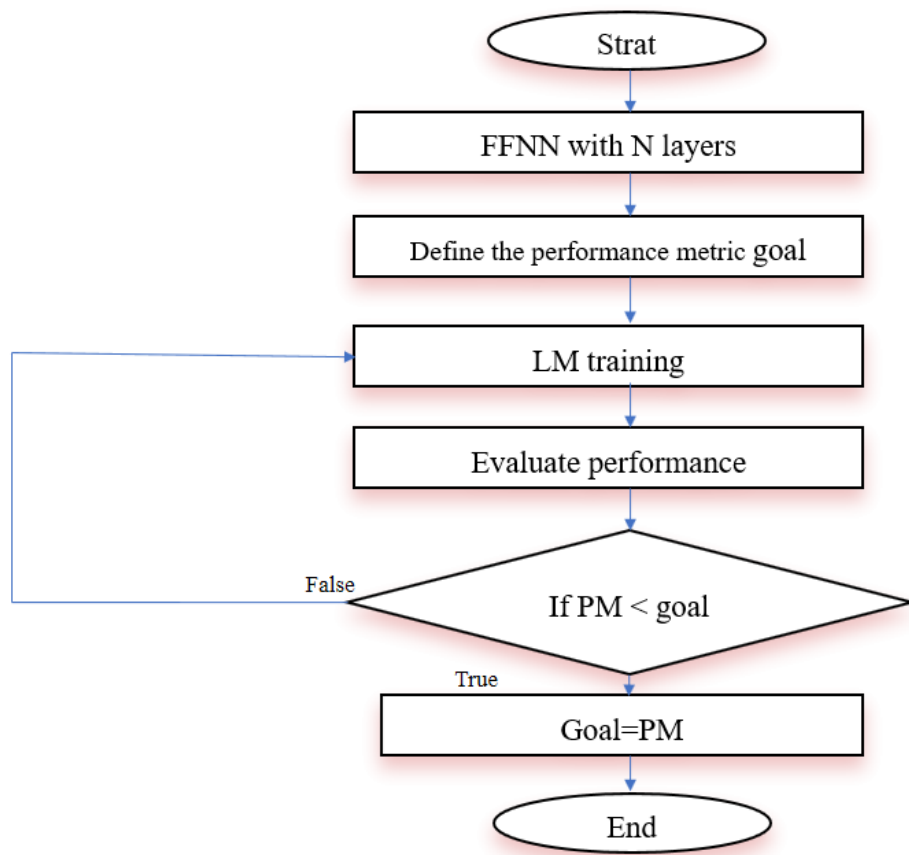 Strat
FFNN with N layers
Define the performance metric goal
LM training
Evaluate performance
False
If PM < goal
True
Goal=PM
End